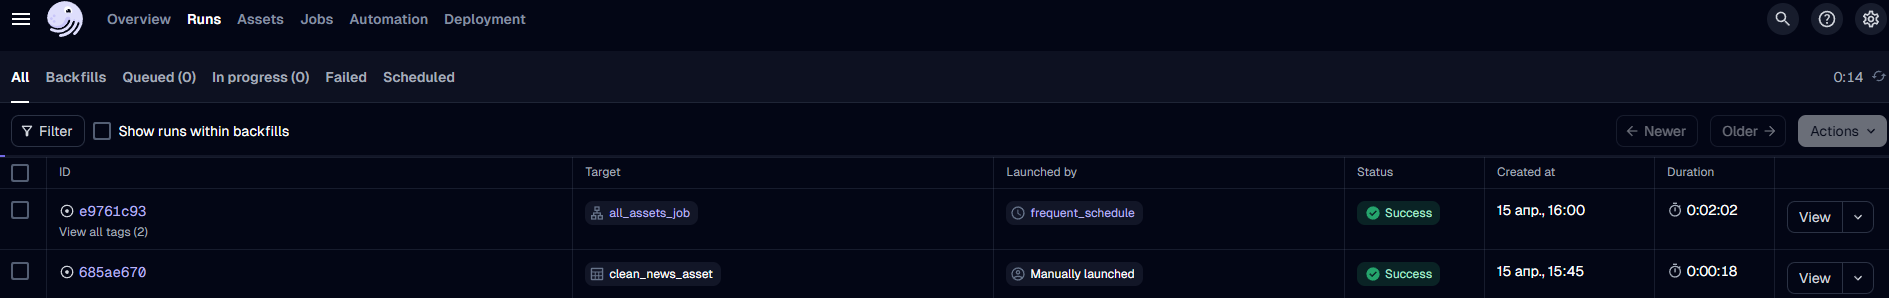 Overview Runs Assets Jobs Automation Deployment
All Backfills Queued (0) In progress (0) Failed Scheduled 0:14
Filter Show runs within backfills Newer Older Actions
ID Target Launched by Status Created at Duration
e9761c93 all_assets_job frequent_schedule Success 15 апр., 16:00 0:02:02 View
View all tags (2)
685ae670 clean_news_asset Manually launched Success 15 апр., 15:45 0:00:18 View